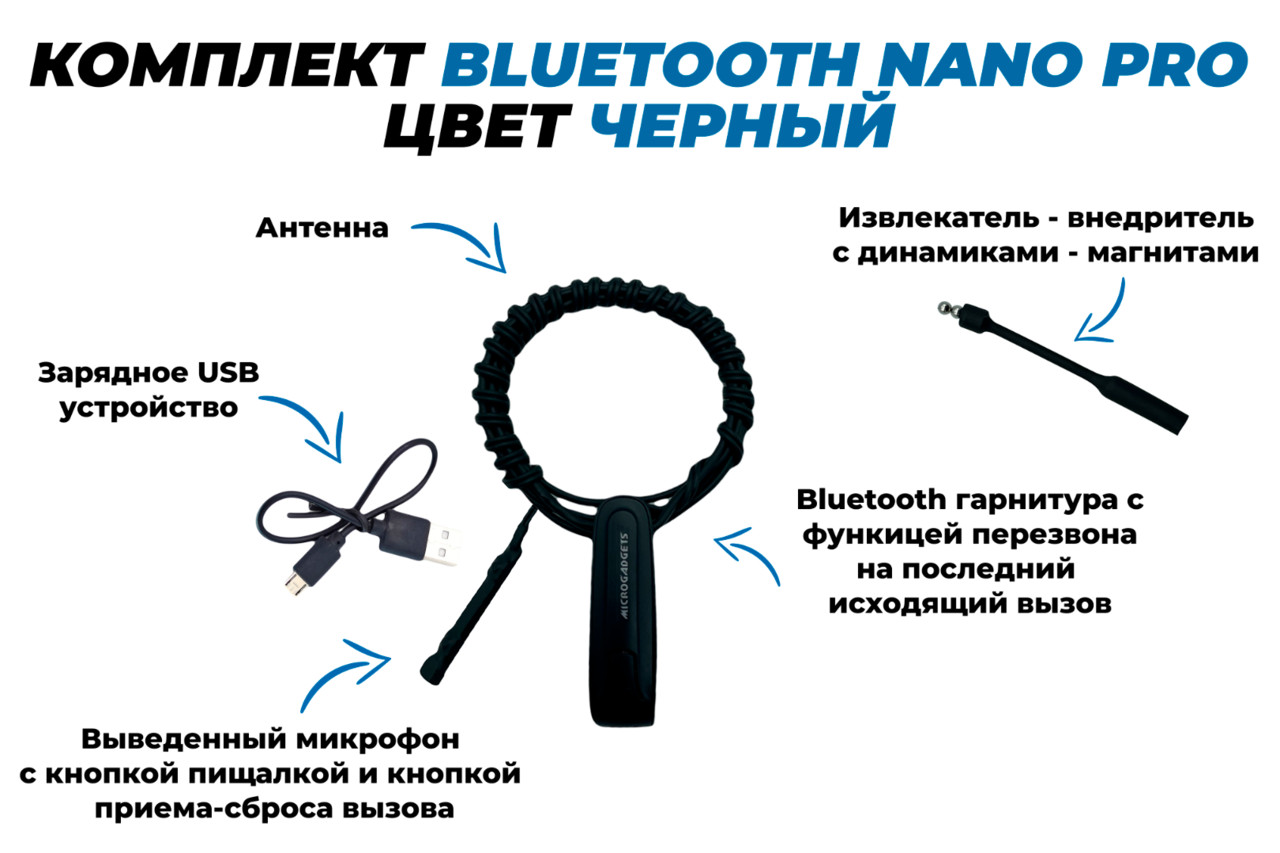 КОМПЛЕКТ BLUETOOTH NANO PRO
ЦВЕТ ЧЕРНЫЙ
Антенна
Извлекатель - внедритель
с динамиками - магнитами
Зарядное USB
устройство
Bluetooth гарнитура с
функицей перезвона
на последний
исходящий вызов
MICROGADGETS
Выведенный микрофон
с кнопкой пищалкой и кнопкой
приема-сброса вызова